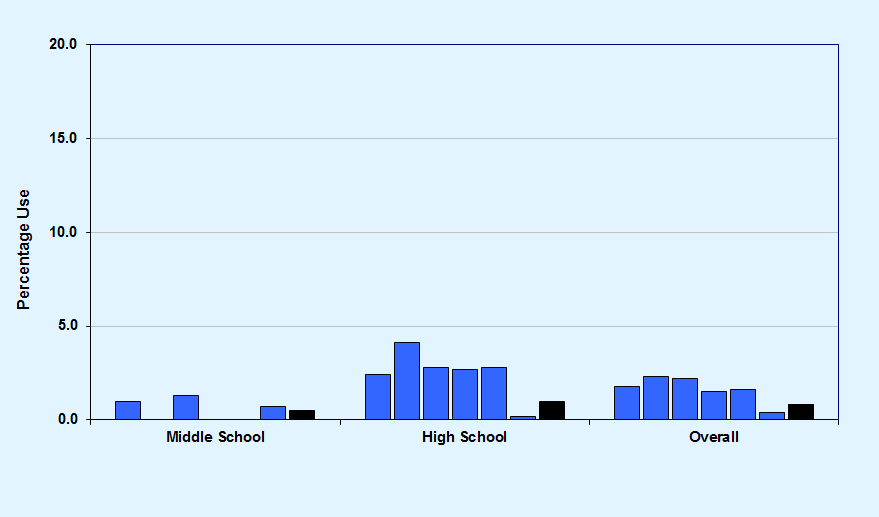 20.0
15.0
10.0
5.0
0.0
Percentage Use
Middle School
High School
Overall